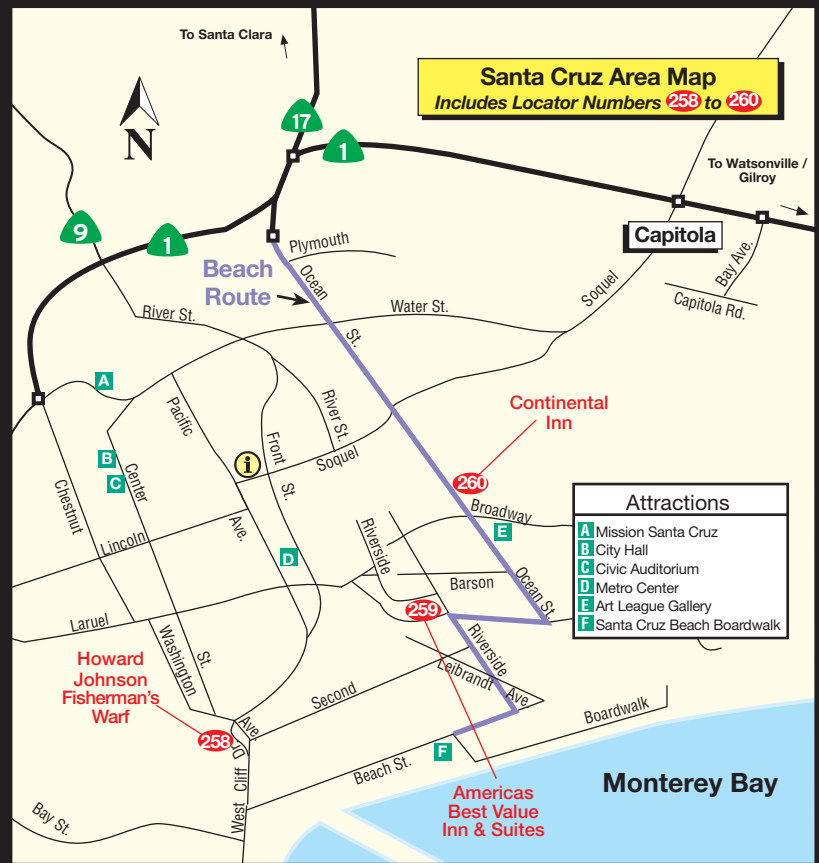 To Santa Clara
Santa Cruz Area Map
Includes Locator Numbers 258 to 260
N
17
1
To Watsonville /
Gilroy
9
1
Capitola
Plymouth
Beach
Route
Ocean
St.
Soquel
Bay Ave.
Capitola Rd.
River St.
Water St.
A
Pacific
Ave.
River St.
Continental
Inn
Front
St.
i
Soquel
B
C
Center
St.
Chestnut
260
Broadway
E
Attractions
A Mission Santa Cruz
B City Hall
C Civic Auditorium
D Metro Center
E Art League Gallery
F Santa Cruz Beach Boardwalk
Lincoln
D
Riverside
Barson
Ocean St.
259
Laruel
Washington
Riverside
Ave
Leibrandt
Howard
Johnson
Fisherman's
Warf
Second
258
Ave.
Dr.
West Cliff
F
Boardwalk
Beach St.
Monterey Bay
Americas
Best Value
Inn & Suites
Bay St.